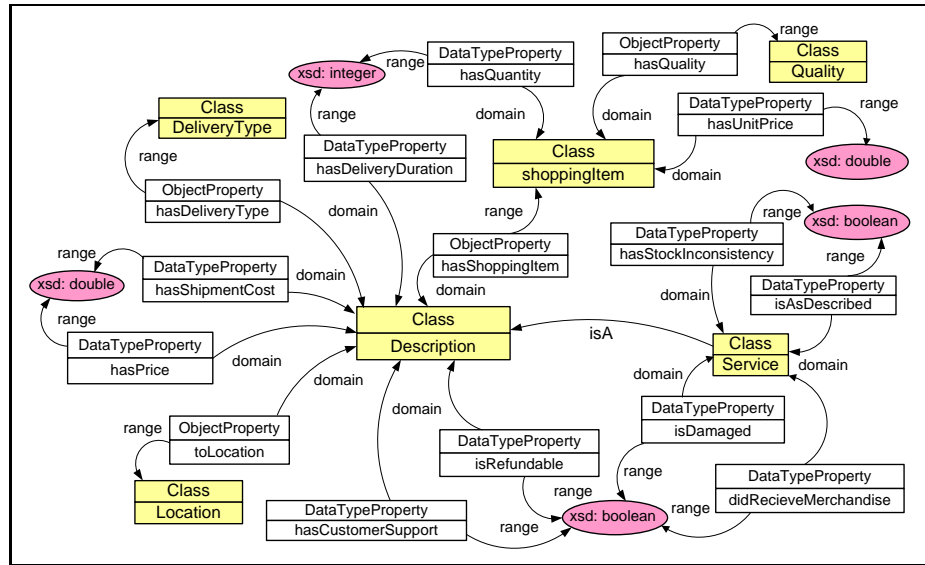 range
DataTypeProperty
hasQuantity
range
xsd: integer
ObjectProperty
hasQuality
range
Class
Quality
Class
DeliveryType
range
domain
domain
DataTypeProperty
hasUnitPrice
range
range
DataTypeProperty
hasDeliveryDuration
Class
shoppingItem
domain
xsd: double
ObjectProperty
hasDeliveryType
domain
domain
range
ObjectProperty
hasShoppingItem
domain
DataTypeProperty
hasStockInconsistency
range
xsd: boolean
range
range
xsd: double
DataTypeProperty
hasShipmentCost
domain
DataTypeProperty
isAsDescribed
domain
range
DataTypeProperty
hasPrice
domain
Class
Description
isA
Class
Service
domain
domain
domain
range
ObjectProperty
toLocation
domain
domain
DataTypeProperty
isDamaged
DataTypeProperty
isRefundable
range
Class
Location
DataTypeProperty
hasCustomerSupport
range
range
xsd: boolean
range
DataTypeProperty
didRecieveMerchandise